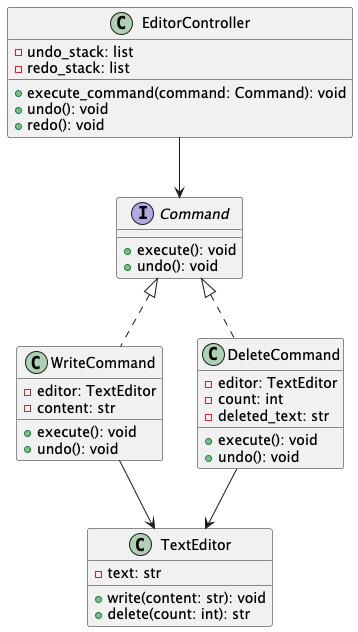 C EditorController
undo_stack: list
redo_stack: list
execute_command(command: Command): void
undo(): void
redo(): void
I Command
execute(): void
undo(): void
C WriteCommand
editor: TextEditor
content: str
execute(): void
undo(): void
C DeleteCommand
editor: TextEditor
count: int
deleted_text: str
execute(): void
undo(): void
C TextEditor
text: str
write(content: str): void
delete(count: int): str